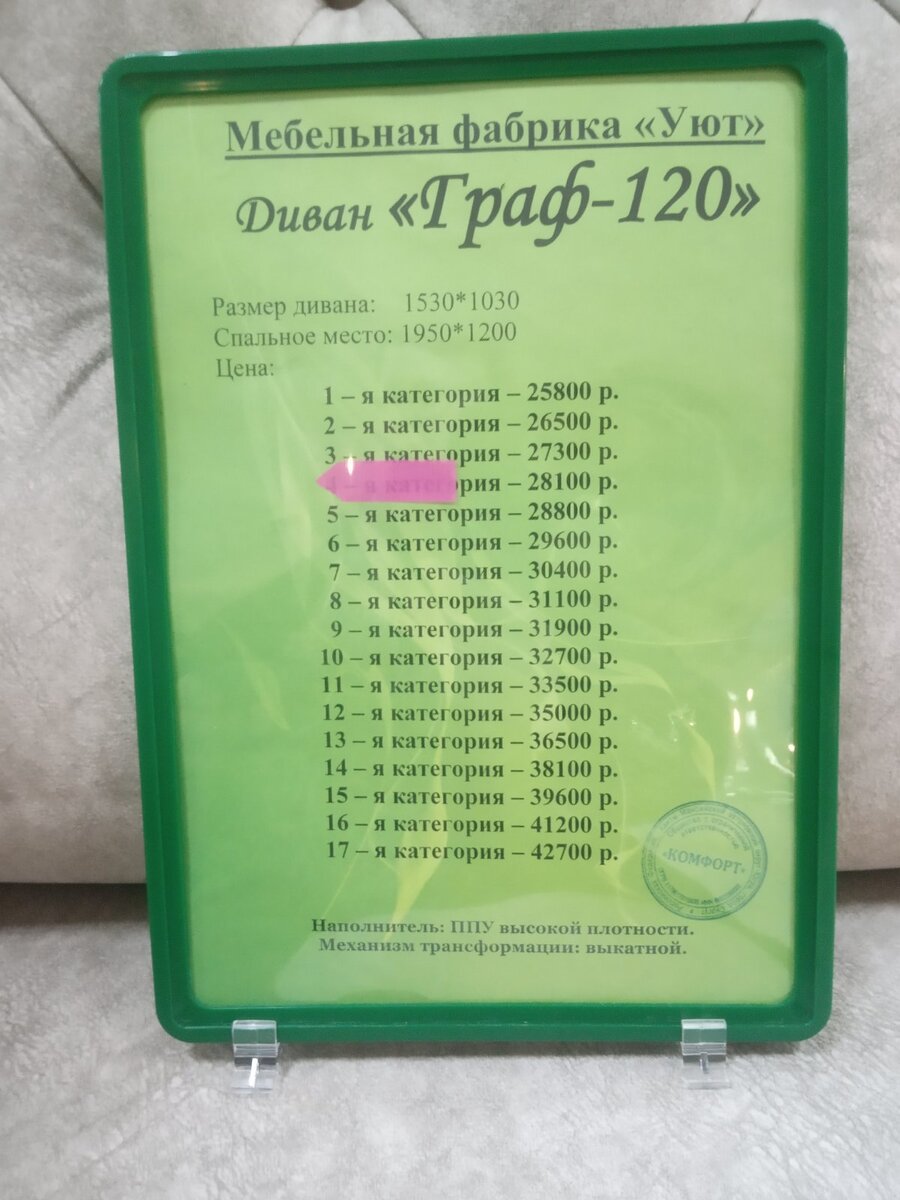 Мебельная фабрика «Уют»
Диван «Граф-120»
Размер дивана: 1530*1030
Спальное место: 1950*1200
Цена:
1 – я категория – 25800 р.
2 – я категория – 26500 р.
3 – я категория – 27300 р.
4 – я категория – 28100 р.
5 – я категория – 28800 р.
6 – я категория – 29600 р.
7 – я категория – 30400 р.
8 – я категория – 31100 р.
9 – я категория – 31900 р.
10 – я категория – 32700 р.
11 – я категория – 33500 р.
12 – я категория – 35000 р.
13 – я категория – 36500 р.
14 – я категория – 38100 р.
15 – я категория – 39600 р.
16 – я категория – 41200 р.
17 – я категория – 42700 р.
«КОМФОРТ»
Наполнитель: ППУ высокой плотности.
Механизм трансформации: выкатной.